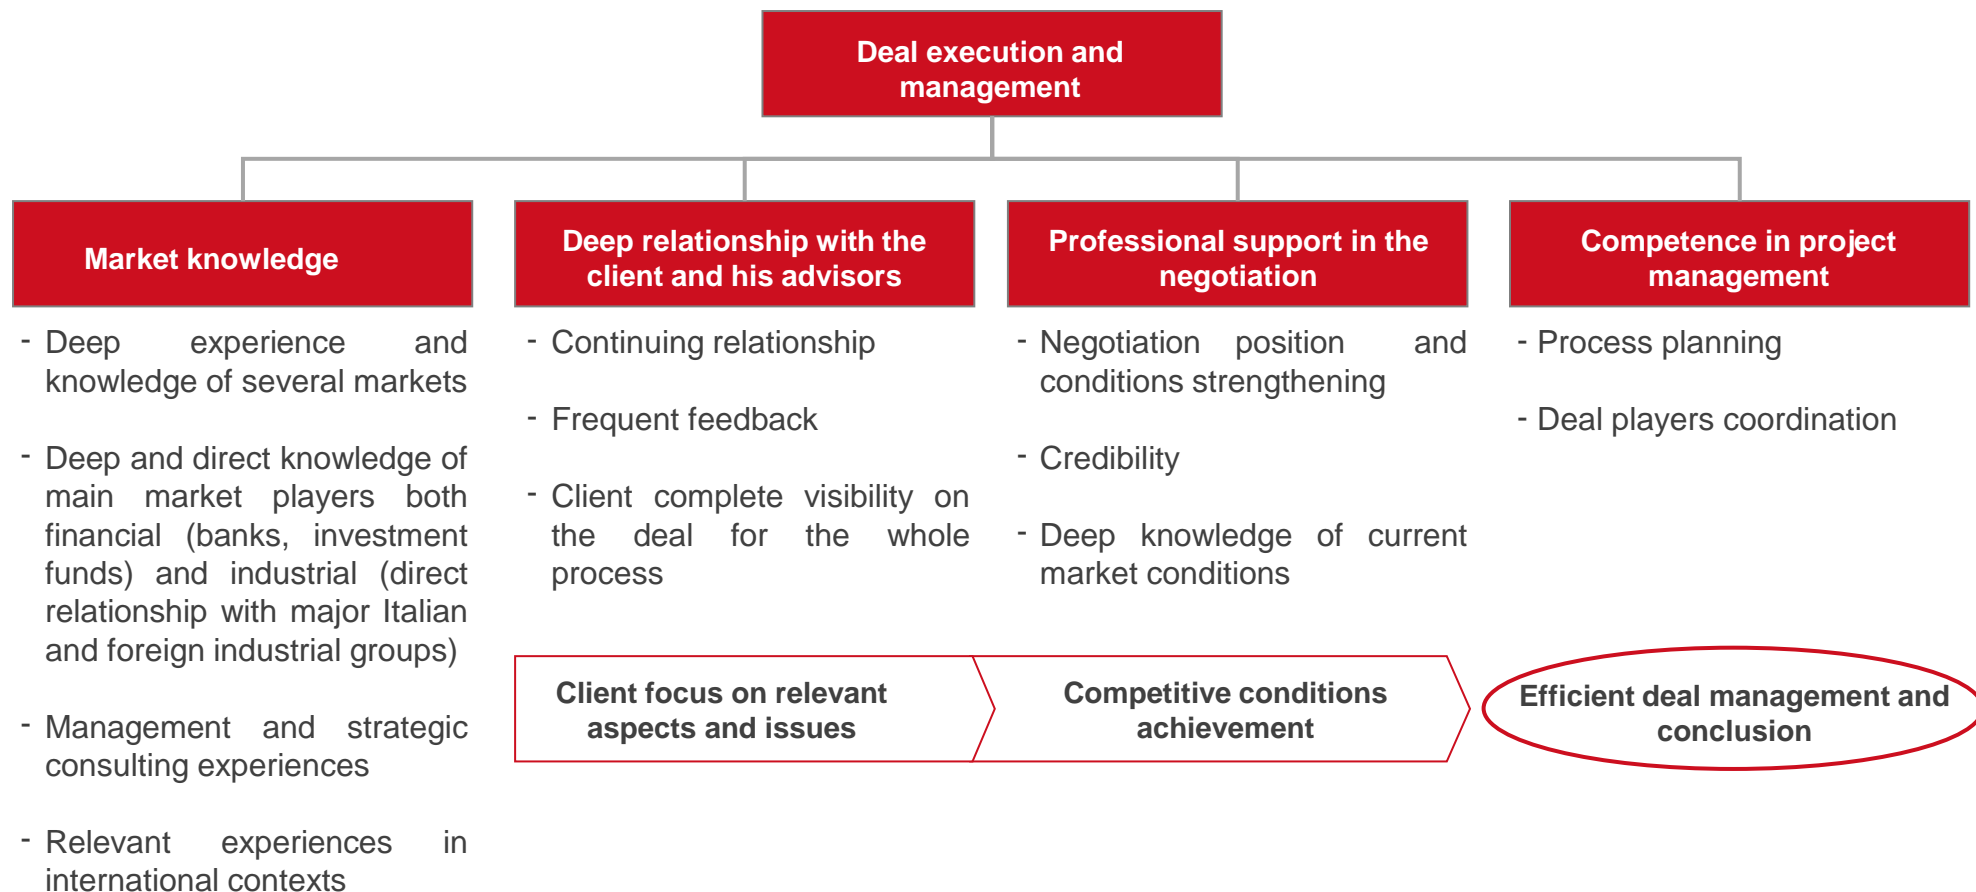 Deal execution and
management
Market knowledge
Deep relationship with the
client and his advisors
Professional support in the
negotiation
Competence in project
management
- Deep experience and
knowledge of several markets
- Deep and direct knowledge of
main market players both
financial (banks, investment
funds) and industrial (direct
relationship with major Italian
and foreign industrial groups)
- Management and strategic
consulting experiences
- Relevant experiences in
international contexts
- Continuing relationship
- Frequent feedback
- Client complete visibility on
the deal for the whole
process
- Negotiation position and
conditions strengthening
- Credibility
- Deep knowledge of current
market conditions
- Process planning
- Deal players coordination
Client focus on relevant
aspects and issues
Competitive conditions
achievement
Efficient deal management and
conclusion